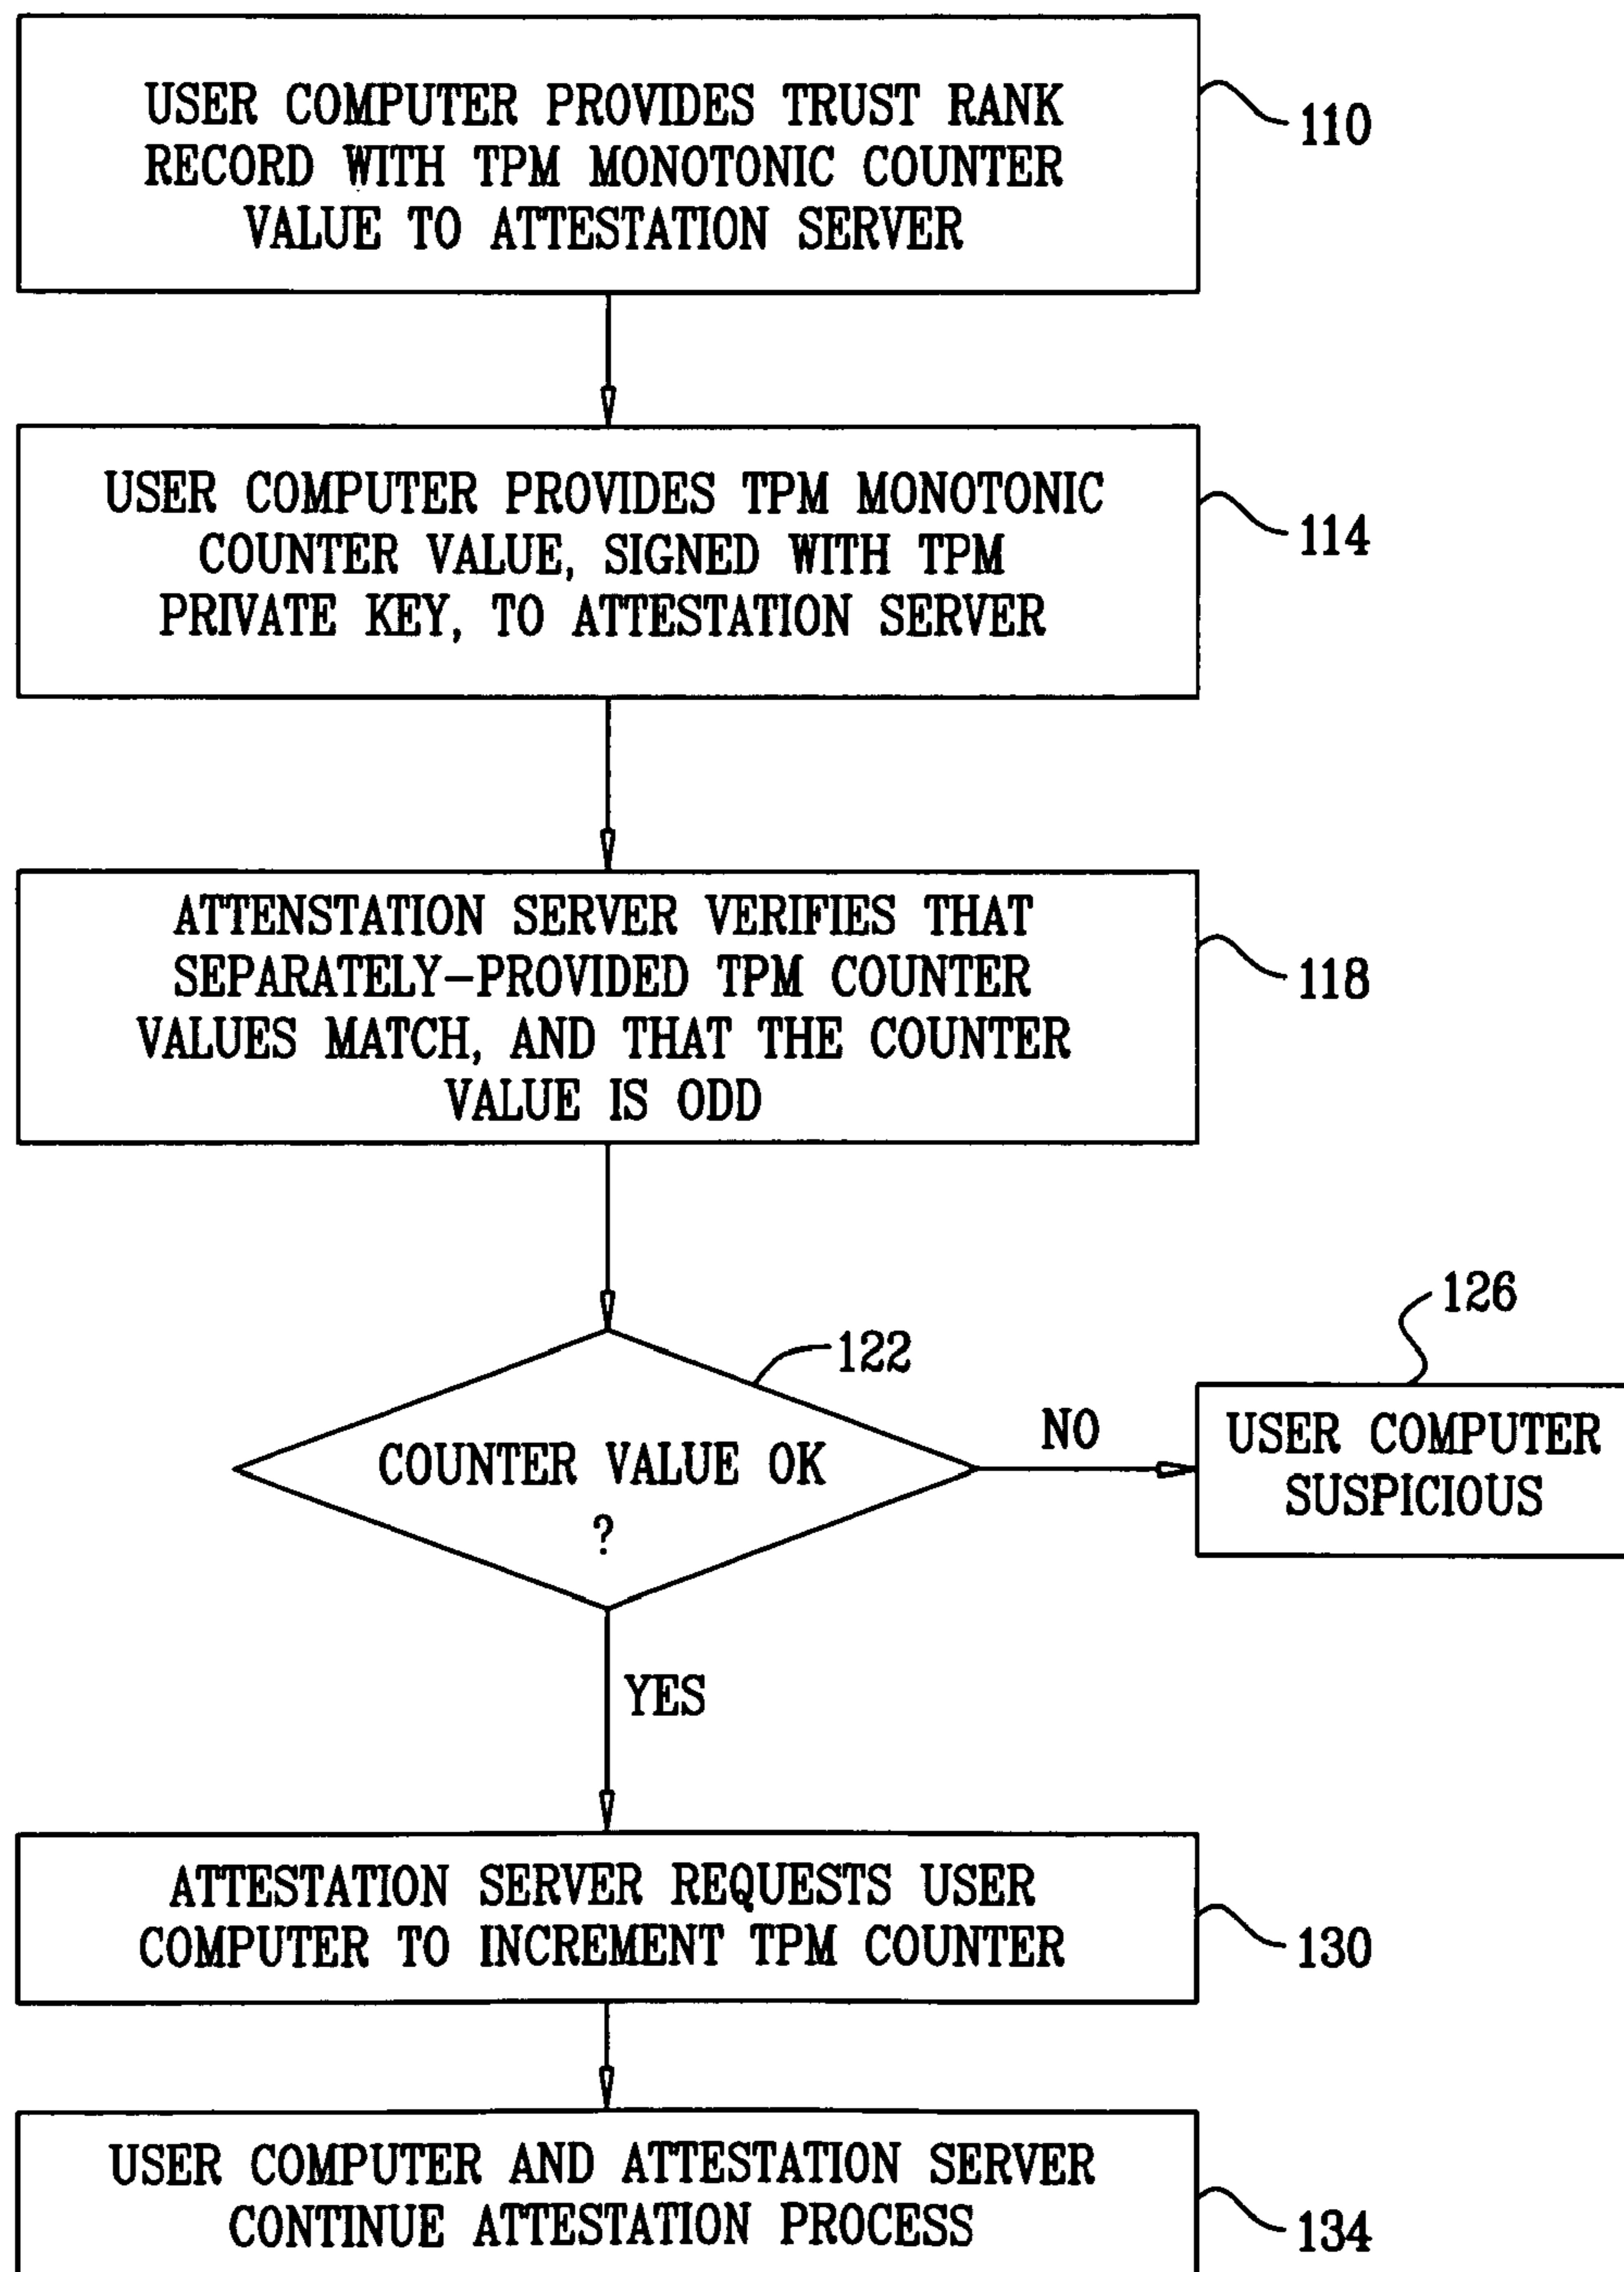 USER COMPUTER PROVIDES TRUST RANK
RECORD WITH TPM MONOTONIC COUNTER
VALUE TO ATTESTATION SERVER
110
USER COMPUTER PROVIDES TPM MONOTONIC
COUNTER VALUE, SIGNED WITH TPM
PRIVATE KEY, TO ATTESTATION SERVER
114
ATTENSTATION SERVER VERIFIES THAT
SEPARATELY-PROVIDED TPM COUNTER
VALUES MATCH, AND THAT THE COUNTER
VALUE IS ODD
118
122
COUNTER VALUE OK
?
NO
126
USER COMPUTER
SUSPICIOUS
YES
ATTESTATION SERVER REQUESTS USER
COMPUTER TO INCREMENT TPM COUNTER
130
USER COMPUTER AND ATTESTATION SERVER
CONTINUE ATTESTATION PROCESS
134